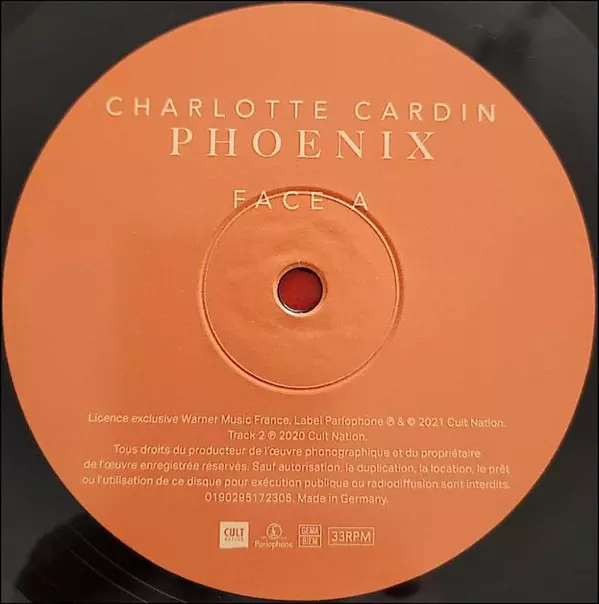 CHARLOTTE CARDIN
PHOENIX
FACE A
Licence exclusive Warner Music France, Label Parlophone ℗ & © 2021 Cult Nation.
Track 2 ℗ 2020 Cult Nation.
Tous droits du producteur de l'œuvre phonographique et du propriétaire
de l'œuvre enregistrée réservés. Sauf autorisation, la duplication, la location, le prêt
ou l'utilisation de ce disque pour exécution publique ou radiodiffusion sont interdits.
0190295172305. Made in Germany.
CULT NATION Parlophone GEMA BIEM 33RPM